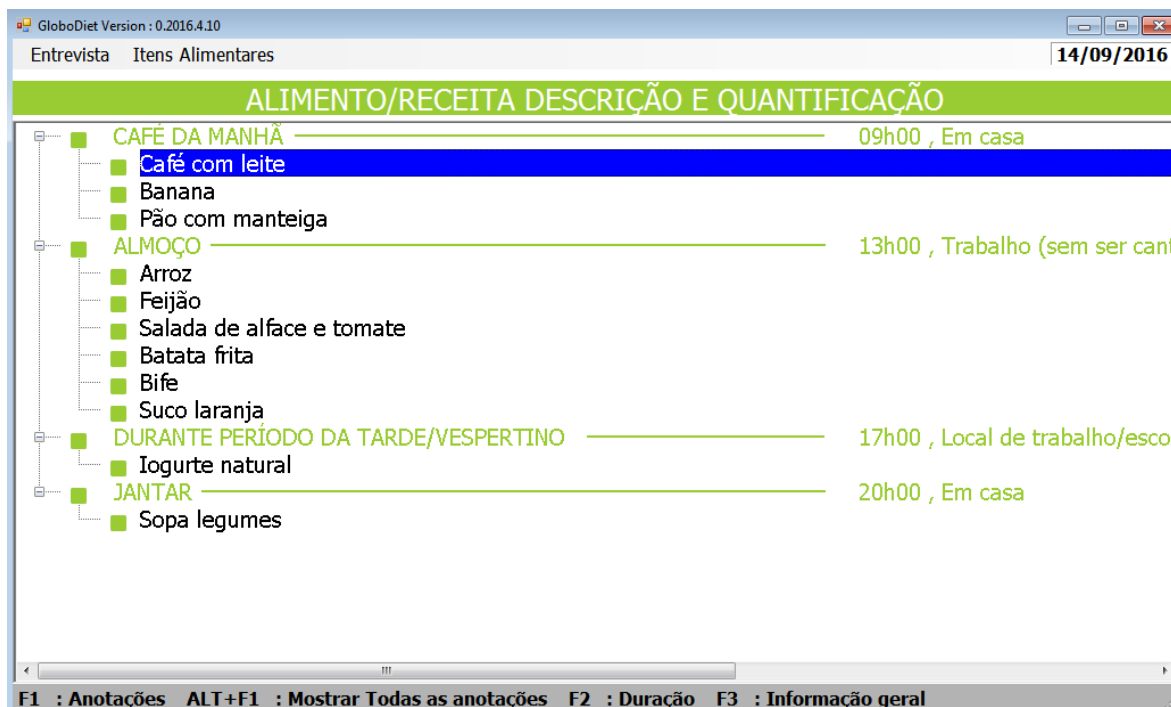 GloboDiet Version : 0.2016.4.10
Entrevista Itens Alimentares 14/09/2016
ALIMENTO/RECEITA DESCRIÇÃO E QUANTIFICAÇÃO
CAFÉ DA MANHÃ 09h00 , Em casa
Café com leite
Banana
Pão com manteiga
ALMOÇO 13h00 , Trabalho (sem ser cant
Arroz
Feijão
Salada de alface e tomate
Batata frita
Bife
Suco laranja
DURANTE PERÍODO DA TARDE/VESPERTINO 17h00 , Local de trabalho/esco
Iogurte natural
JANTAR 20h00 , Em casa
Sopa legumes
F1 : Anotações ALT+F1 : Mostrar Todas as anotações F2 : Duração F3 : Informação geral